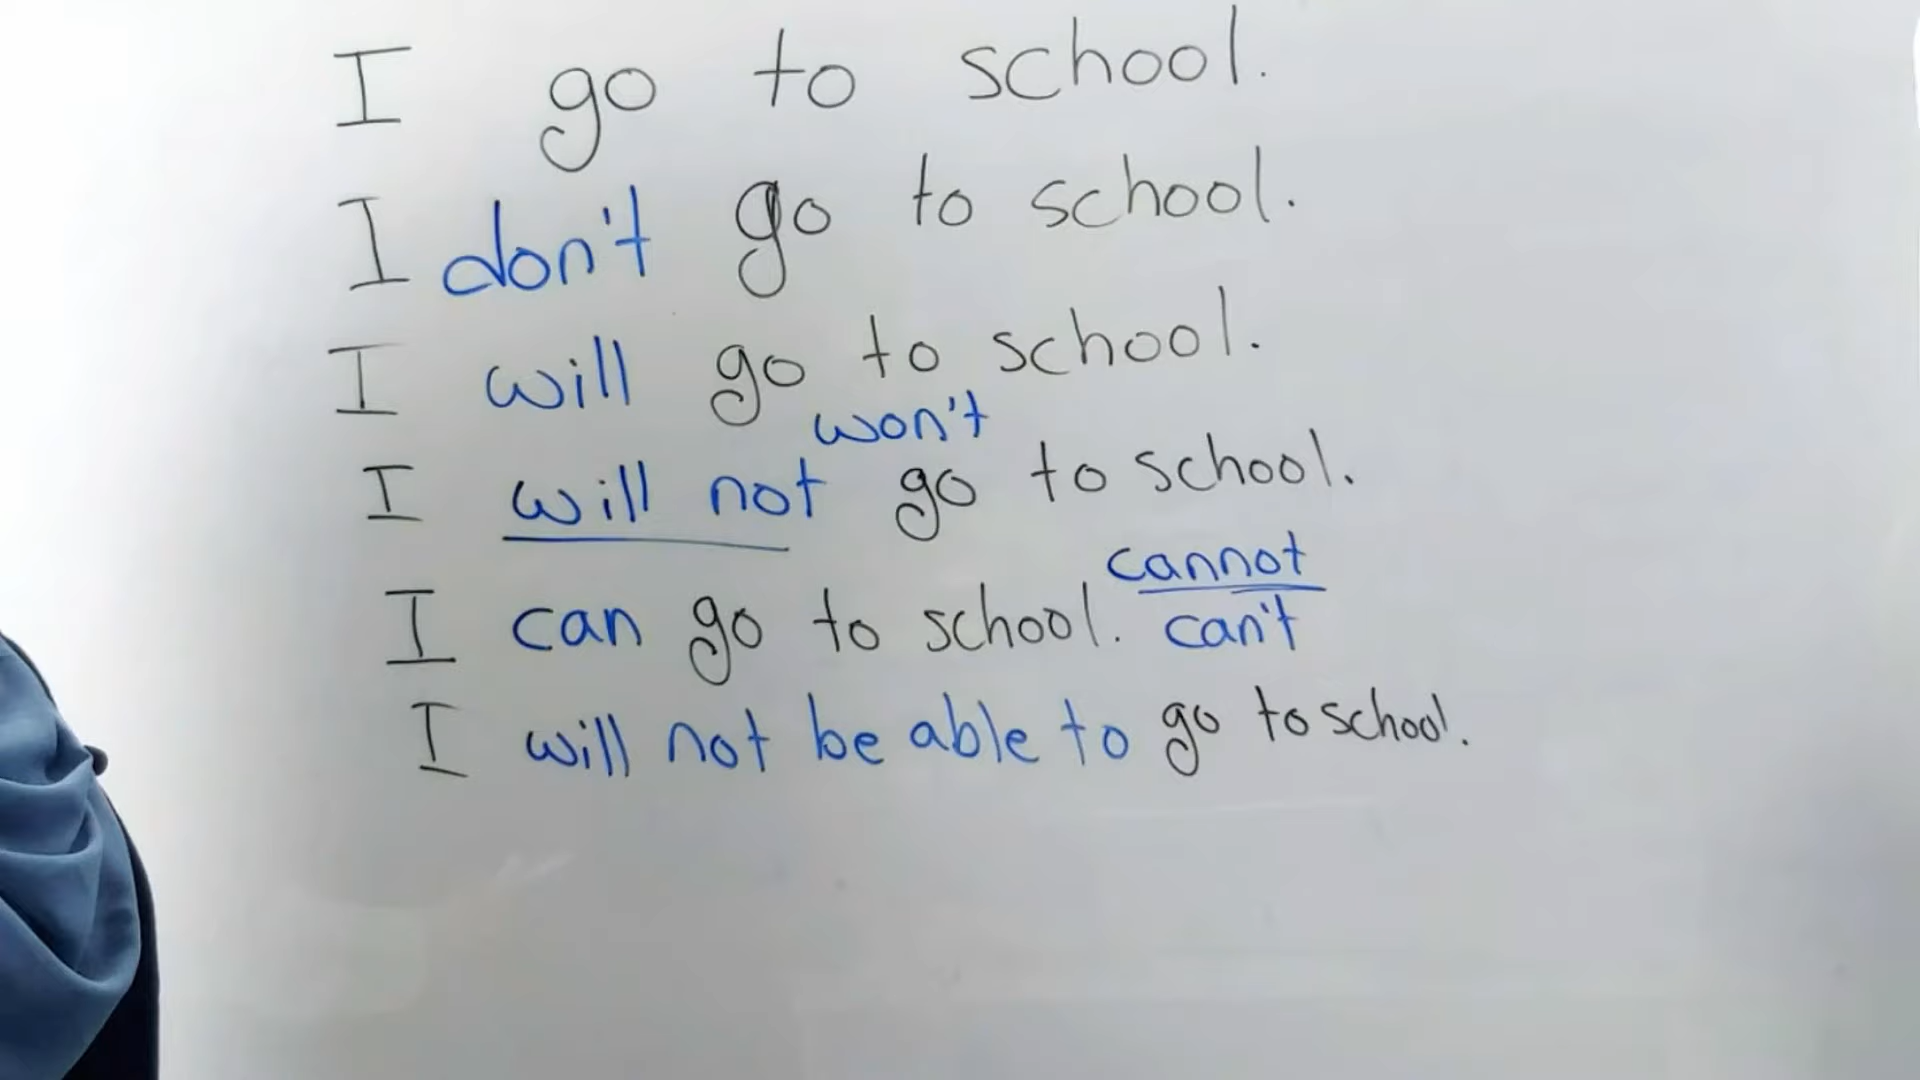 I go to school.
I don't go to school.
I will go to school.
won't
I will not go to school.
cannot
I can go to school. can't
I will not be able to go to school.